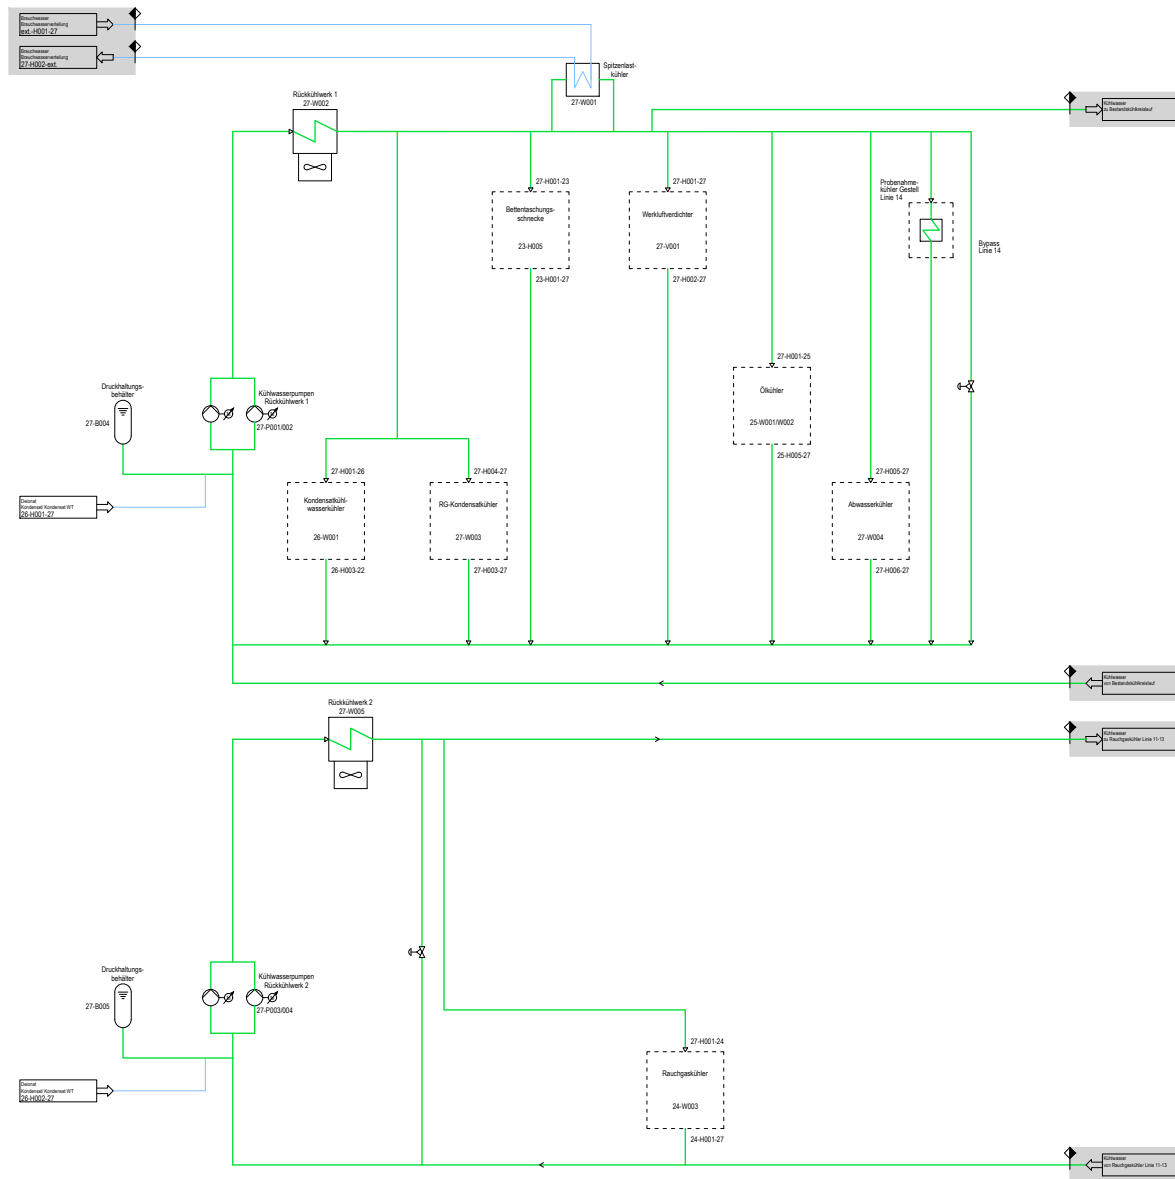 Brauchwasser
Brauchwasserverteilung
ext.-H001-27
Brauchwasser
Brauchwasserverteilung
27-H002-ext.
Spitzenlast-
kühler
27-W001
Rückkühlwerk 1
27-W002
Kühlwasser
zu Bestandskühlkreislauf
27-H001-23
Bettentaschungs-
schnecke
23-H005
23-H001-27
27-H001-27
Werkluftverdichter
27-V001
27-H002-27
Probenahme-
kühler Gestell
Linie 14
Bypass
Linie 14
27-H001-25
Ölkühler
25-W001/W002
25-H005-27
Druckhaltungs-
behälter
27-B004
Kühlwasserpumpen
Rückkühlwerk 1
27-P001/002
Deionat
Kondensat/ Kondensat WT
26-H001-27
27-H001-26
Kondensatkühl-
wasserkühler
26-W001
26-H003-22
27-H004-27
RG-Kondensatkühler
27-W003
27-H003-27
27-H005-27
Abwasserkühler
27-W004
27-H006-27
Kühlwasser
von Bestandskühlkreislauf
Rückkühlwerk 2
27-W005
Kühlwasser
zu Rauchgaskühler Linie 11-13
Druckhaltungs-
behälter
27-B005
Kühlwasserpumpen
Rückkühlwerk 2
27-P003/004
Deionat
Kondensat/ Kondensat WT
26-H002-27
27-H001-24
Rauchgaskühler
24-W003
24-H001-27
Kühlwasser
von Rauchgaskühler Linie 11-13